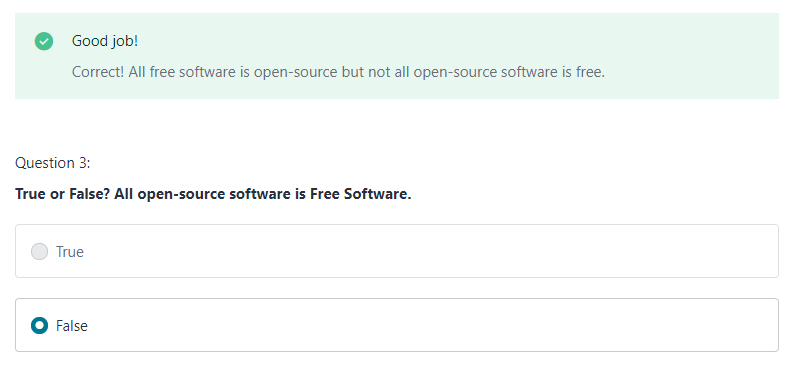 Good job!
Correct! All free software is open-source but not all open-source software is free.
Question 3:
True or False? All open-source software is Free Software.
True
False